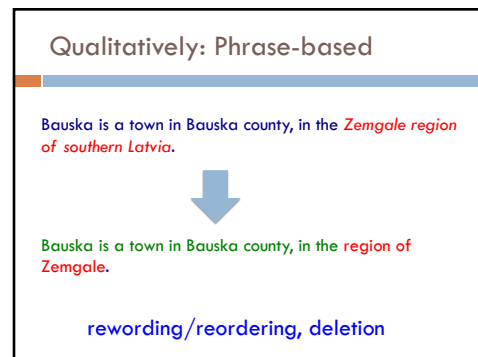 Qualitatively: Phrase-based
Bauska is a town in Bauska county, in the Zemgale region
of southern Latvia.
Bauska is a town in Bauska county, in the region of
Zemgale.
rewording/reordering, deletion